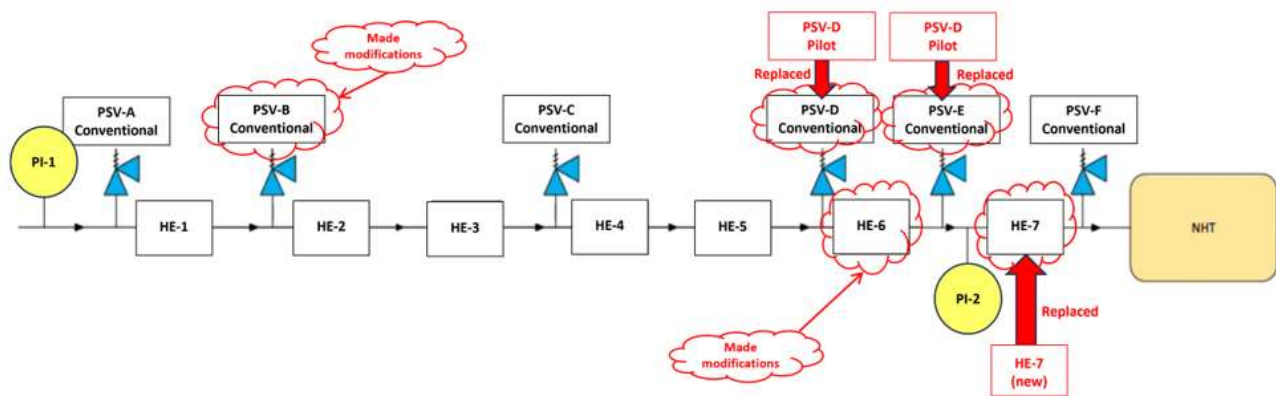 PSV-D
Pilot
PSV-D
Pilot
Made
modifications
Replaced
Replaced
PSV-A
Conventional
PSV-B
Conventional
PSV-C
Conventional
PSV-D
Conventional
PSV-E
Conventional
PSV-F
Conventional
PI-1
HE-1
HE-2
HE-3
HE-4
HE-5
HE-6
HE-7
NHT
PI-2
Replaced
Made
modifications
HE-7
(new)